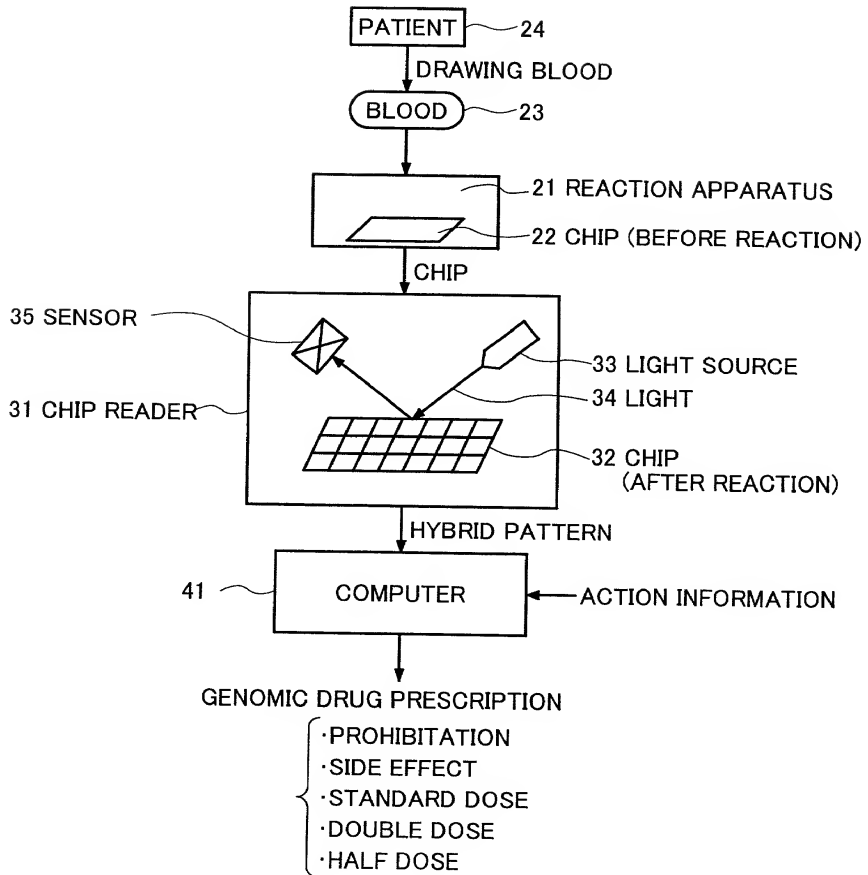 PATIENT
24
DRAWING BLOOD
BLOOD
23
21 REACTION APPARATUS
22 CHIP (BEFORE REACTION)
CHIP
35 SENSOR
33 LIGHT SOURCE
34 LIGHT
31 CHIP READER
32 CHIP
(AFTER REACTION)
HYBRID PATTERN
41
COMPUTER
ACTION INFORMATION
GENOMIC DRUG PRESCRIPTION
·PROHIBITATION
·SIDE EFFECT
·STANDARD DOSE
·DOUBLE DOSE
·HALF DOSE